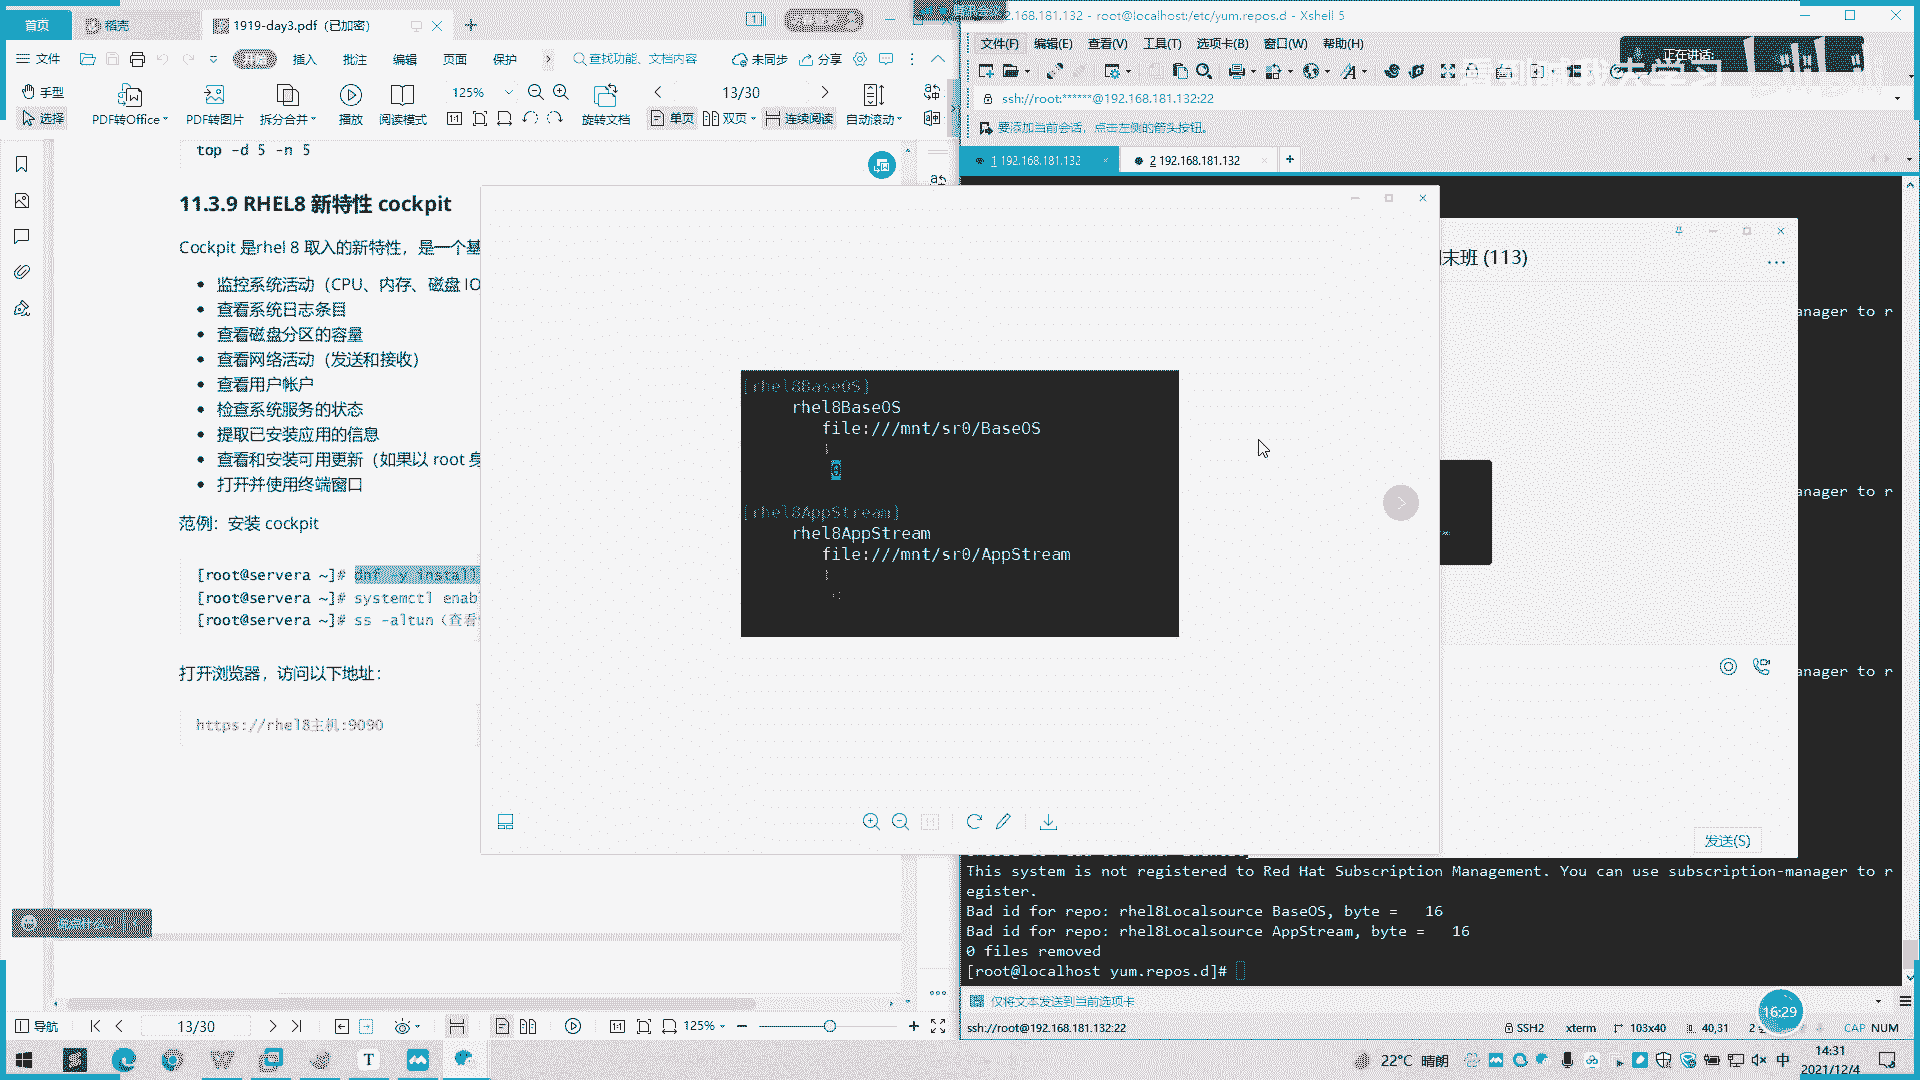 首页
稻壳
1919-day3.pdf（已加密）
文件
插入
批注
编辑
页面
保护
查找功能、文档内容
未同步
分享
手型
选择
PDF转Office
PDF转图片
拆分合并
播放
阅读模式
125%
旋转文档
13/30
单页
双页
连续阅读
自动滚动
top -d 5 -n 5
11.3.9 RHEL8 新特性 cockpit
Cockpit 是rhel 8 取入的新特性，是一个基
监控系统活动（CPU、内存、磁盘 IO
查看系统日志条目
查看磁盘分区的容量
查看网络活动（发送和接收）
查看用户帐户
检查系统服务的状态
提取已安装应用的信息
查看和安装可用更新（如果以 root 身
打开并使用终端窗口
范例：安装 cockpit
[root@servera ~]# dnf -y install
[root@servera ~]# systemctl enab
[root@servera ~]# ss -altun（查看
打开浏览器，访问以下地址：
https://rhel8主机:9090
导航
13/30
125%
[rhel8BaseOS]
rhel8BaseOS
file:///mnt/sr0/BaseOS
[rhel8AppStream]
rhel8AppStream
file:///mnt/sr0/AppStream
192.168.181.132 - root@localhost:/etc/yum.repos.d - Xshell 5
文件(F)
编辑(E)
查看(V)
工具(T)
选项卡(B)
窗口(W)
帮助(H)
正在讲话:
ssh://root:******@192.168.181.132:22
要添加当前会话，点击左侧的箭头按钮。
1 192.168.181.132
2 192.168.181.132
末班 (113)
anager to r
anager to r
anager to r
发送(S)
This system is not registered to Red Hat Subscription Management. You can use subscription-manager to r
egister.
Bad id for repo: rhel8Localsource BaseOS, byte =   16
Bad id for repo: rhel8Localsource AppStream, byte =   16
0 files removed
[root@localhost yum.repos.d]#
仅将文本发送到当前选项卡
16:29
ssh://root@192.168.181.132:22
SSH2
xterm
103x40
40,31
CAP
NUM
22°C 晴朗
中
14:31
2021/12/4